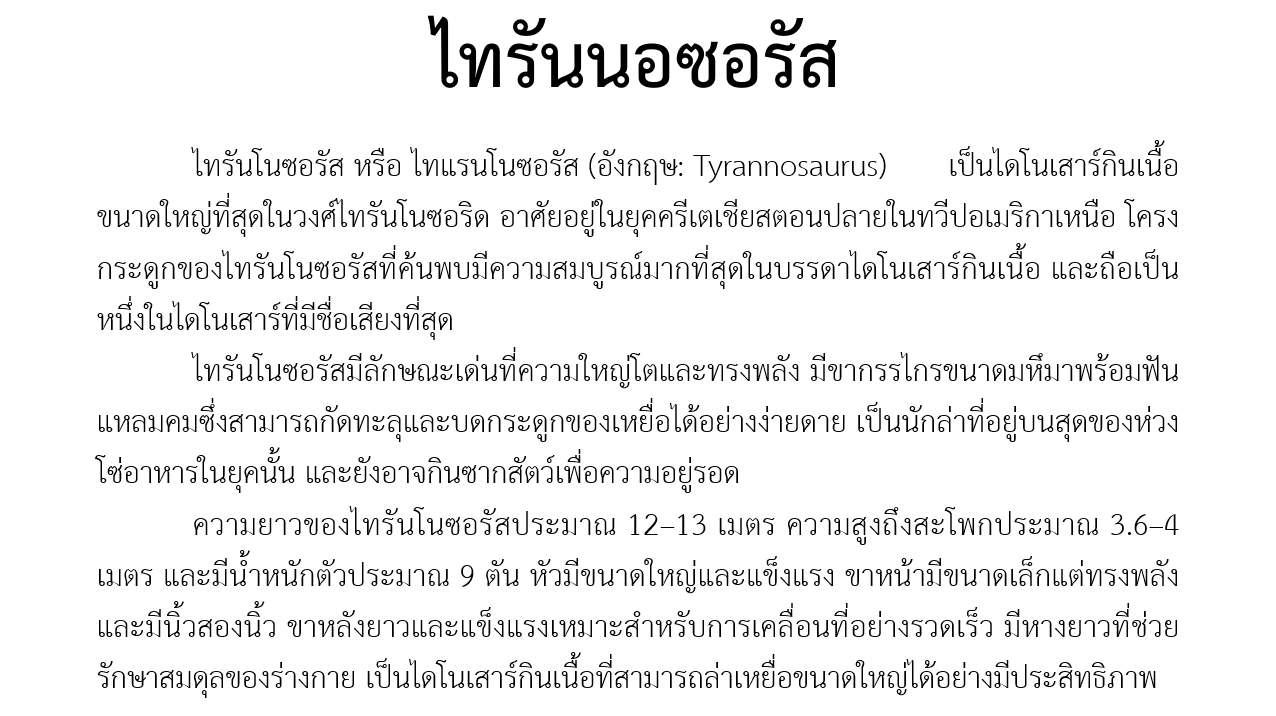 ไทรันนอซอรัส
ไทรันโนซอรัส หรือ ไทแรนโนซอรัส (อังกฤษ: Tyrannosaurus) เป็นไดโนเสาร์กินเนื้อ
ขนาดใหญ่ที่สุดในวงศ์ไทรันโนซอริด อาศัยอยู่ในยุคครีเตเชียสตอนปลายในทวีปอเมริกาเหนือ โครง
กระดูกของไทรันโนซอรัสที่ค้นพบมีความสมบูรณ์มากที่สุดในบรรดาไดโนเสาร์กินเนื้อ และถือเป็น
หนึ่งในไดโนเสาร์ที่มีชื่อเสียงที่สุด
ไทรันโนซอรัสมีลักษณะเด่นที่ความใหญ่โตและทรงพลัง มีขากรรไกรขนาดมหึมาพร้อมฟัน
แหลมคมซึ่งสามารถกัดทะลุและบดกระดูกของเหยื่อได้อย่างง่ายดาย เป็นนักล่าที่อยู่บนสุดของห่วง
โซ่อาหารในยุคนั้น และยังอาจกินซากสัตว์เพื่อความอยู่รอด
ความยาวของไทรันโนซอรัสประมาณ 12–13 เมตร ความสูงถึงสะโพกประมาณ 3.6–4
เมตร และมีน้ำหนักตัวประมาณ 9 ตัน หัวมีขนาดใหญ่และแข็งแรง ขาหน้ามีขนาดเล็กแต่ทรงพลัง
และมีนิ้วสองนิ้ว ขาหลังยาวและแข็งแรงเหมาะสำหรับการเคลื่อนที่อย่างรวดเร็ว มีหางยาวที่ช่วย
รักษาสมดุลของร่างกาย เป็นไดโนเสาร์กินเนื้อที่สามารถล่าเหยื่อขนาดใหญ่ได้อย่างมีประสิทธิภาพ